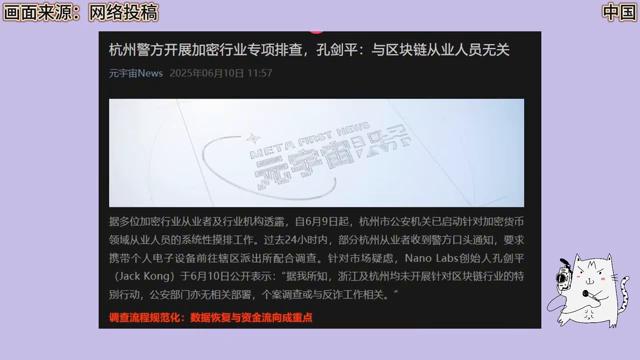 画面来源：网络投稿
中国
杭州警方开展加密行业专项排查，孔剑平：与区块链从业人员无关
元宇宙News 2025年06月10日 11:57
META FIRST NEWS
元宇宙头条
据多位加密行业从业者及行业机构透露，自6月9日起，杭州市公安机关已启动针对加密货币
领域从业人员的系统性摸排工作。过去24小时内，部分杭州从业者收到警方口头通知，要求
携带个人电子设备前往辖区派出所配合调查。针对市场疑虑，Nano Labs创始人孔剑平
（Jack Kong）于6月10日公开表示：“据我所知，浙江及杭州均未开展针对区块链行业的特
别行动，公安部门亦无相关部署，个案调查或与反诈工作相关。”
调查流程规范化：数据恢复与资金流向成重点